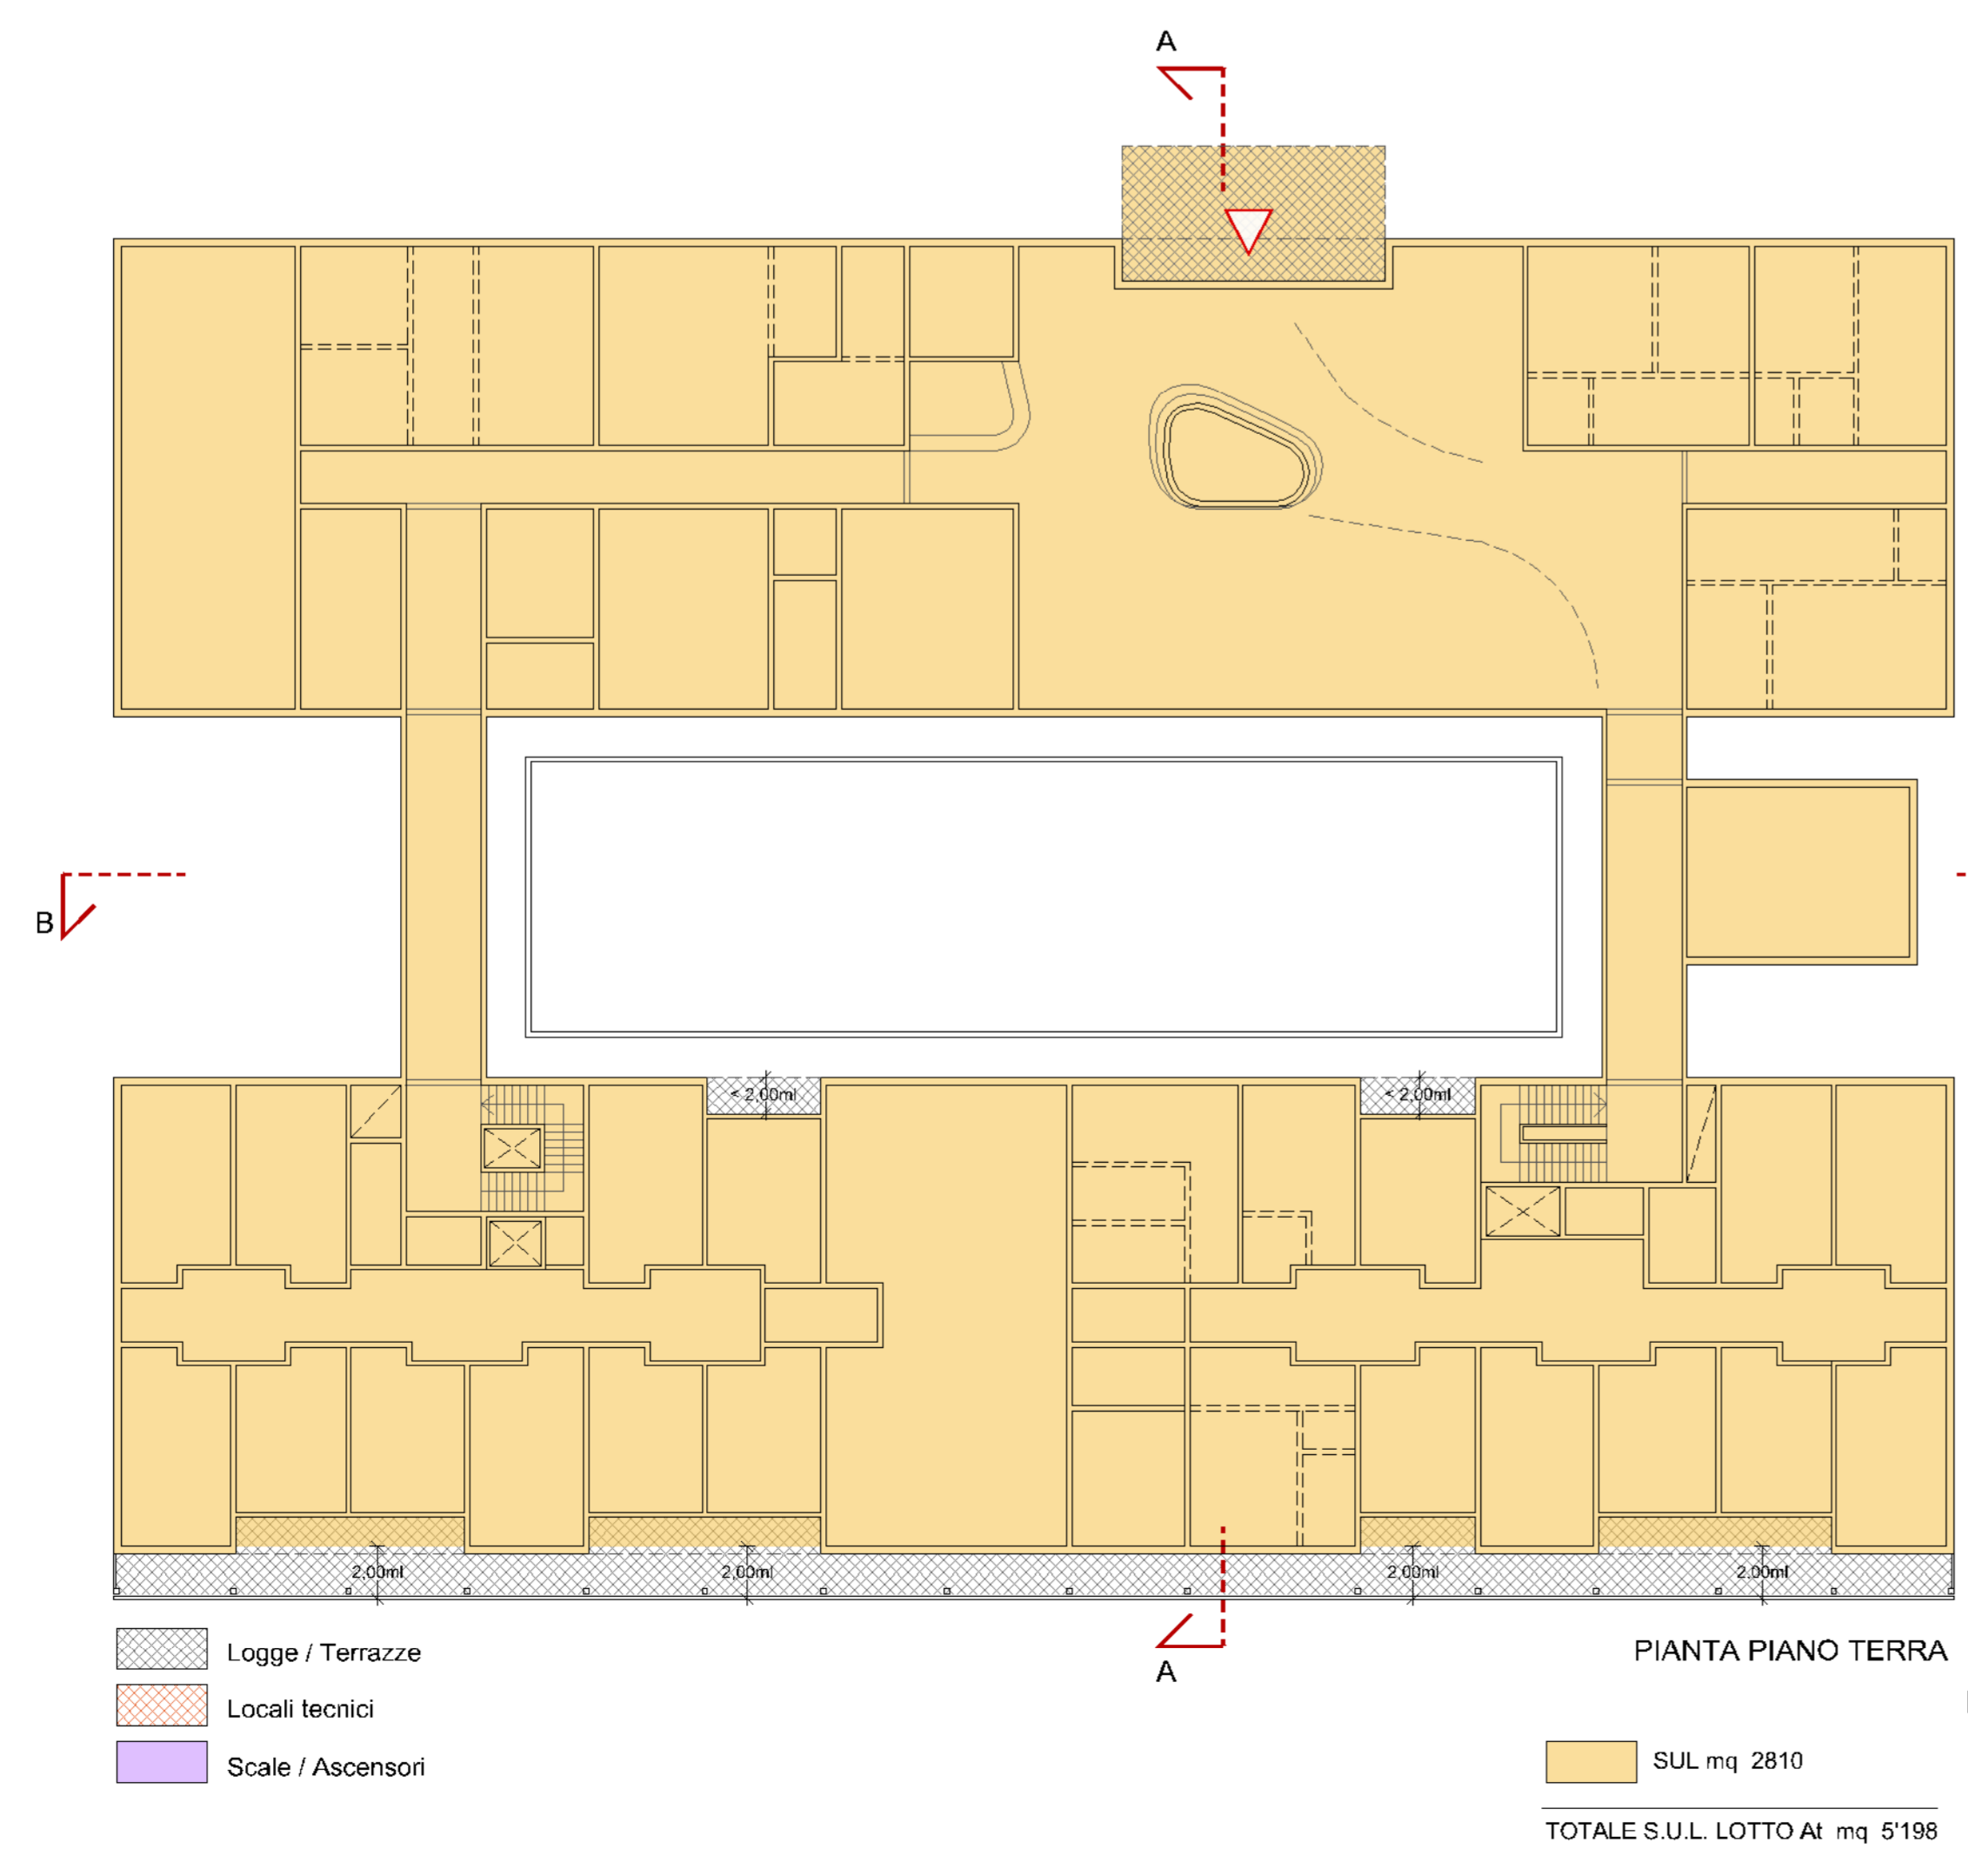 A
B
< 2,00ml
< 2,00ml
2,00ml
2,00ml
2,00ml
2,00ml
A
Logge / Terrazze
Locali tecnici
Scale / Ascensori
PIANTA PIANO TERRA
SUL mq 2810
TOTALE S.U.L. LOTTO At mq 5'198